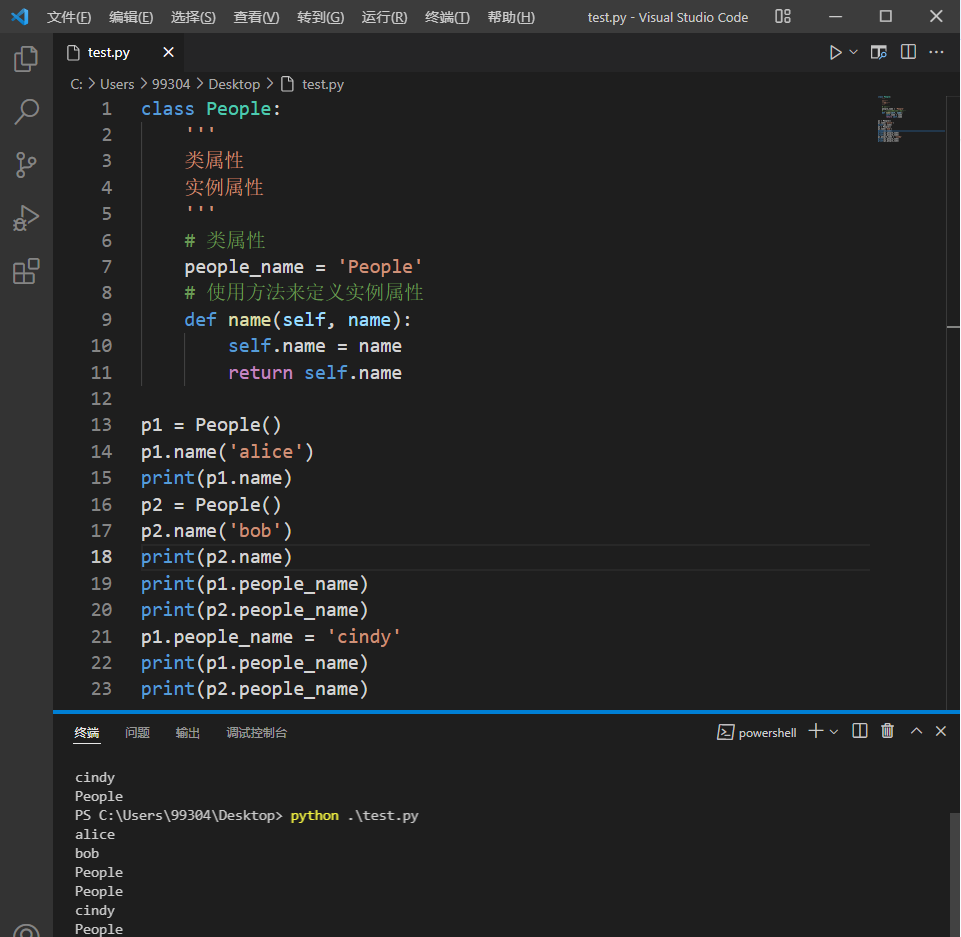 文件(F) 编辑(E) 选择(S) 查看(V) 转到(G) 运行(R) 终端(T) 帮助(H) test.py - Visual Studio Code
test.py
C: > Users > 99304 > Desktop > test.py
1 class People:
2 '''
3 类属性
4 实例属性
5 '''
6 # 类属性
7 people_name = 'People'
8 # 使用方法来定义实例属性
9 def name(self, name):
10 self.name = name
11 return self.name
12
13 p1 = People()
14 p1.name('alice')
15 print(p1.name)
16 p2 = People()
17 p2.name('bob')
18 print(p2.name)
19 print(p1.people_name)
20 print(p2.people_name)
21 p1.people_name = 'cindy'
22 print(p1.people_name)
23 print(p2.people_name)
终端 问题 输出 调试控制台 powershell
cindy
People
PS C:\Users\99304\Desktop> python .\test.py
alice
bob
People
People
cindy
People